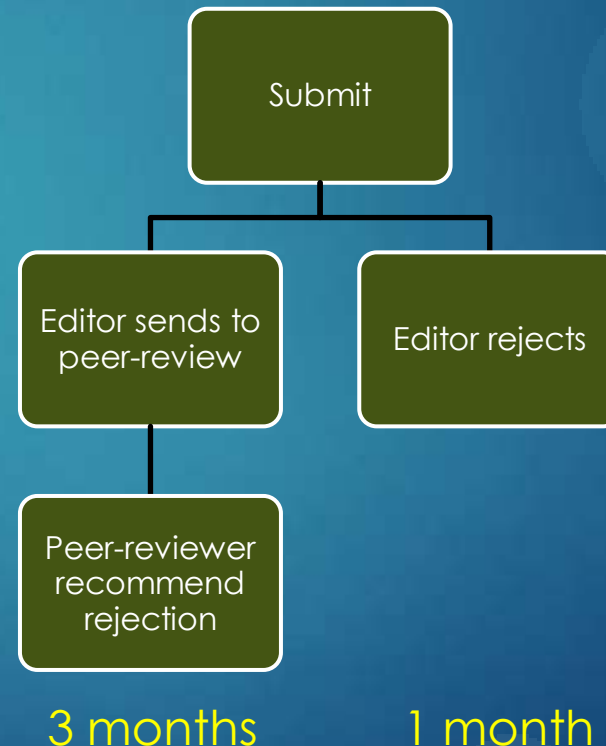 Submit
Editor sends to
peer-review
Editor rejects
Peer-reviewer
recommend
rejection
3 months
1 month